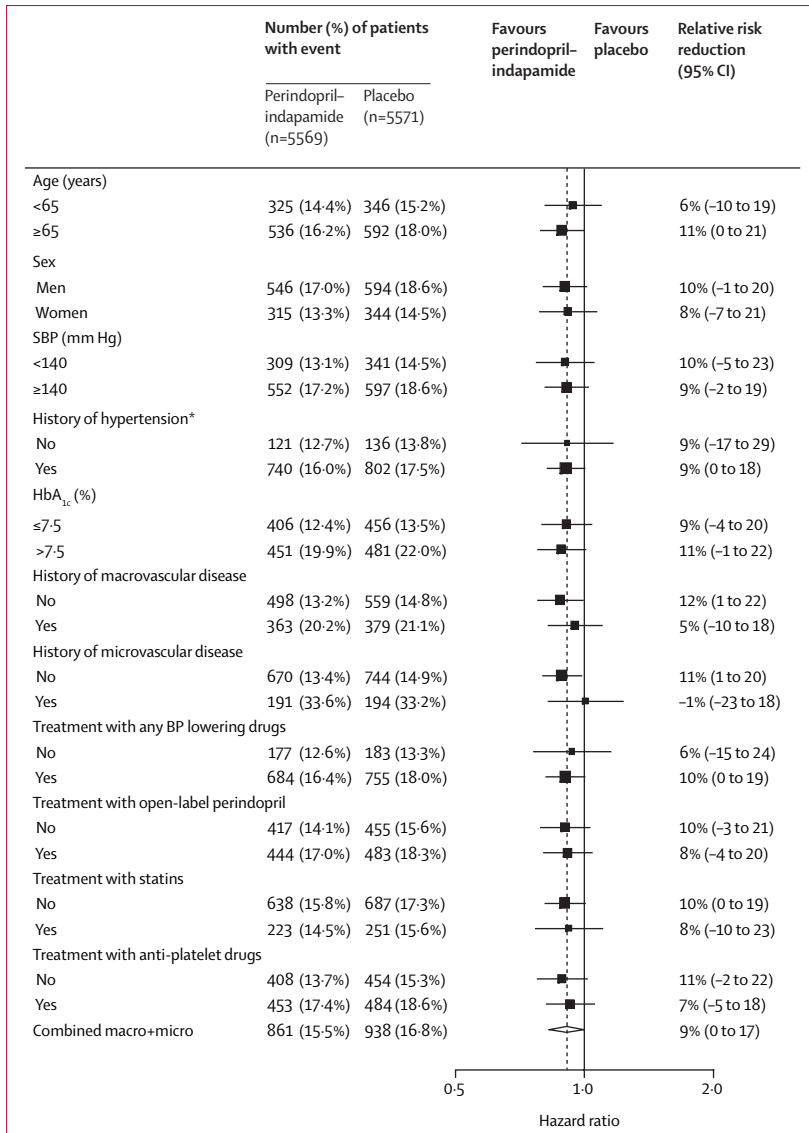 Number (%) of patients with event
Favours perindopril–indapamide
Favours placebo
Relative risk reduction (95% CI)
Perindopril–indapamide (n=5569)
Placebo (n=5571)
Age (years)
<65 325 (14·4%) 346 (15·2%) 6% (–10 to 19)
≥65 536 (16·2%) 592 (18·0%) 11% (0 to 21)
Sex
Men 546 (17·0%) 594 (18·6%) 10% (–1 to 20)
Women 315 (13·3%) 344 (14·5%) 8% (–7 to 21)
SBP (mm Hg)
<140 309 (13·1%) 341 (14·5%) 10% (–5 to 23)
≥140 552 (17·2%) 597 (18·6%) 9% (–2 to 19)
History of hypertension*
No 121 (12·7%) 136 (13·8%) 9% (–17 to 29)
Yes 740 (16·0%) 802 (17·5%) 9% (0 to 18)
HbA1c (%)
≤7·5 406 (12·4%) 456 (13·5%) 9% (–4 to 20)
>7·5 451 (19·9%) 481 (22·0%) 11% (–1 to 22)
History of macrovascular disease
No 498 (13·2%) 559 (14·8%) 12% (1 to 22)
Yes 363 (20·2%) 379 (21·1%) 5% (–10 to 18)
History of microvascular disease
No 670 (13·4%) 744 (14·9%) 11% (1 to 20)
Yes 191 (33·6%) 194 (33·2%) –1% (–23 to 18)
Treatment with any BP lowering drugs
No 177 (12·6%) 183 (13·3%) 6% (–15 to 24)
Yes 684 (16·4%) 755 (18·0%) 10% (0 to 19)
Treatment with open-label perindopril
No 417 (14·1%) 455 (15·6%) 10% (–3 to 21)
Yes 444 (17·0%) 483 (18·3%) 8% (–4 to 20)
Treatment with statins
No 638 (15·8%) 687 (17·3%) 10% (0 to 19)
Yes 223 (14·5%) 251 (15·6%) 8% (–10 to 23)
Treatment with anti-platelet drugs
No 408 (13·7%) 454 (15·3%) 11% (–2 to 22)
Yes 453 (17·4%) 484 (18·6%) 7% (–5 to 18)
Combined macro+micro 861 (15·5%) 938 (16·8%) 9% (0 to 17)
0·5 1·0 2·0
Hazard ratio